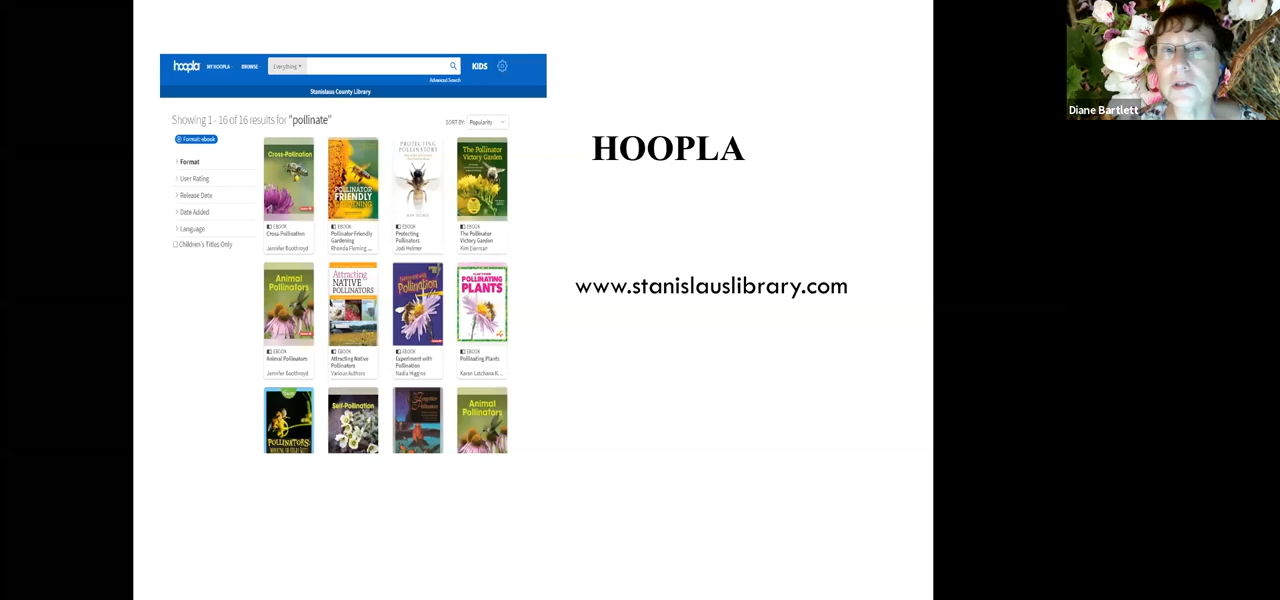 hoopla
MY HOOPLA
BROWSE
Everything
KIDS
Advanced Search
Stanislaus County Library
Showing 1 - 16 of 16 results for "pollinate"
SORT BY: Popularity
Format: ebook
Format
User Rating
Release Date
Date Added
Language
Children's Titles Only
Cross-Pollination
POLLINATOR
FRIENDLY
GARDENING
PROTECTING
POLLINATORS
The Pollinator
Victory Garden
EBOOK
Cross-Pollination
Jennifer Boothroyd
EBOOK
Pollinator Friendly
Gardening
Rhonda Fleming ...
EBOOK
Protecting
Pollinators
Jodi Helmer
EBOOK
The Pollinator
Victory Garden
Kim Eierman
Animal
Pollinators
Attracting
NATIVE
POLLINATORS
Experiment with
Pollination
POLLINATING
PLANTS
EBOOK
Animal Pollinators
Jennifer Boothroyd
EBOOK
Attracting Native
Pollinators
Various Authors
EBOOK
Experiment with
Pollination
Nadia Higgins
EBOOK
Pollinating Plants
Karen Latchana K...
POLLINATORS:
Self-Pollination
Forgotten
Pollinators
Animal
Pollinators
HOOPLA
www.stanislauslibrary.com
Diane Bartlett